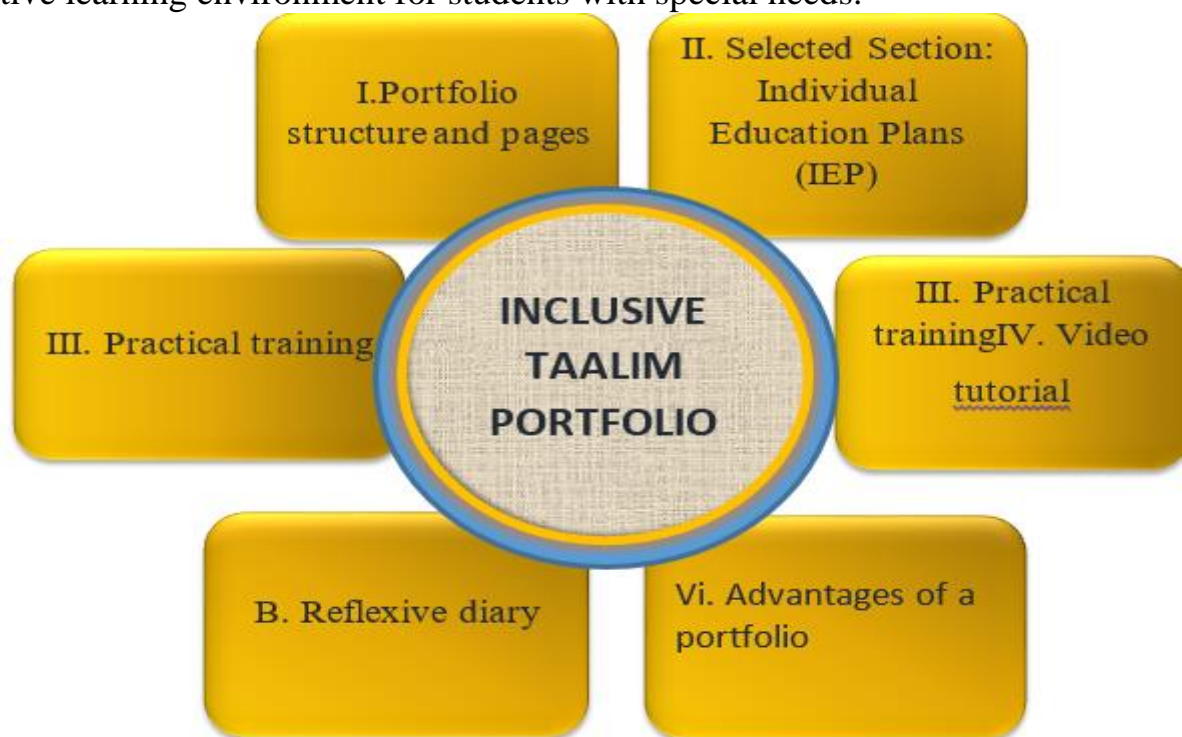 tive learning environment for students with special needs.
I.Portfolio
structure and pages
II. Selected Section:
Individual
Education Plans
(IEP)
III. Practical training
INCLUSIVE
TAALIM
PORTFOLIO
III. Practical
trainingIV. Video
tutorial
B. Reflexive diary
Vi. Advantages of a
portfolio